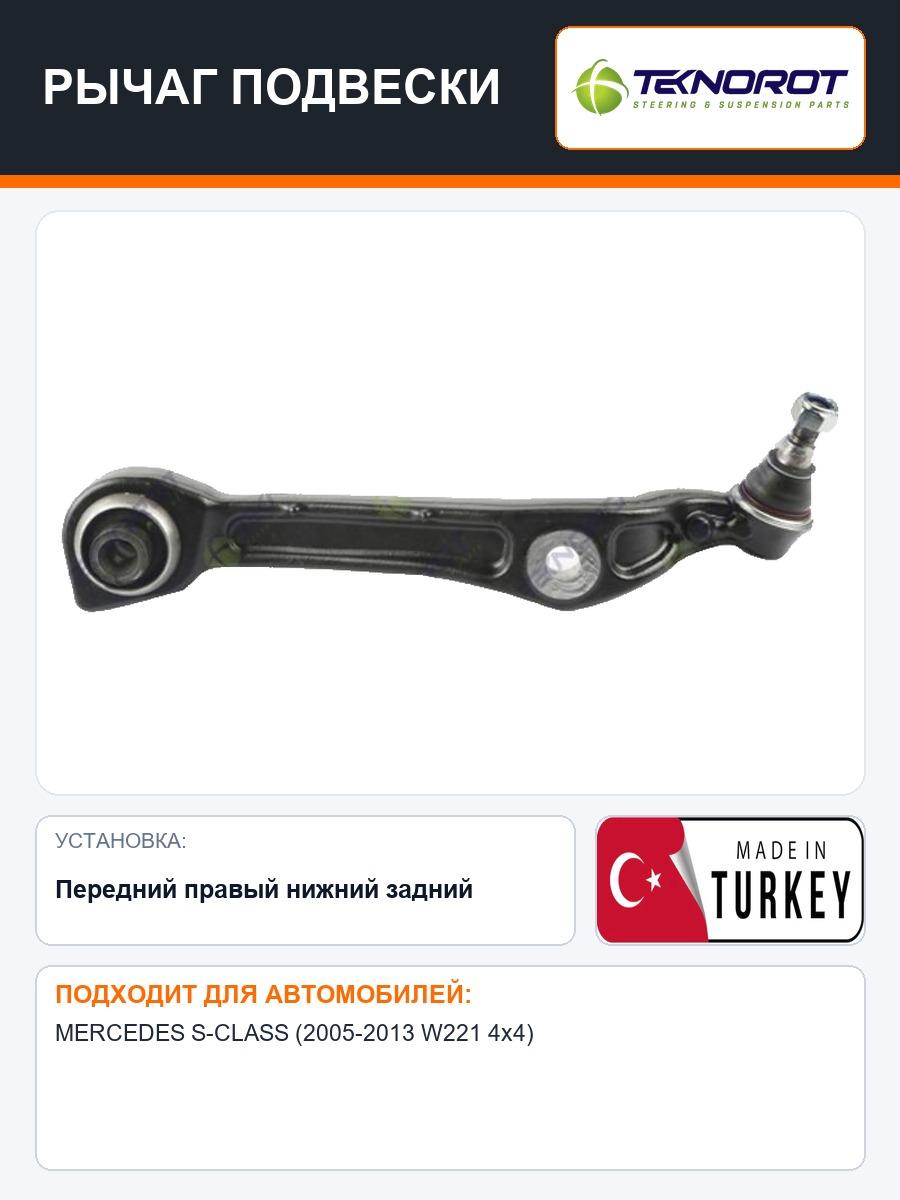 РЫЧАГ ПОДВЕСКИ
TEKNOROT
STEERING & SUSPENSION PARTS
УСТАНОВКА:
Передний правый нижний задний
MADE IN
TURKEY
ПОДХОДИТ ДЛЯ АВТОМОБИЛЕЙ:
MERCEDES S-CLASS (2005-2013 W221 4x4)